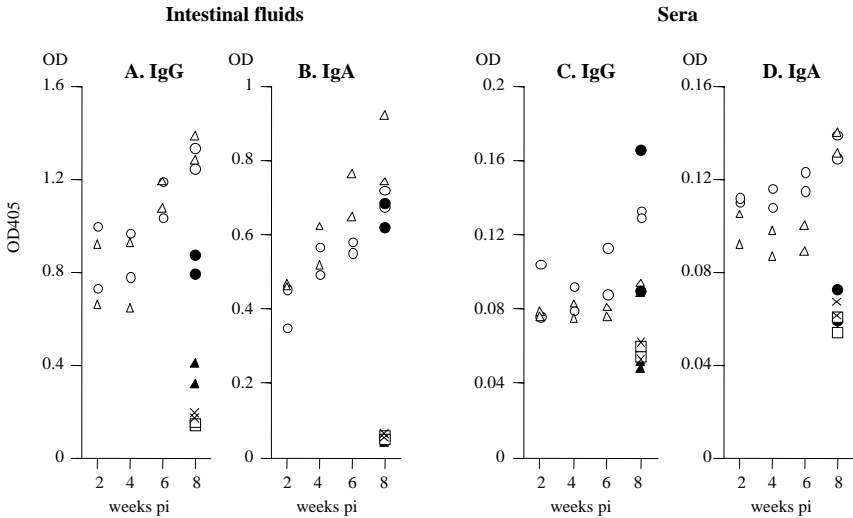 Intestinal fluids Sera
OD OD OD OD
A. IgG B. IgA C. IgG D. IgA
1.6 1 0.2 0.16
0.8 0.16
1.2 0.12
0.6 0.12
OD405
0.8 0.08
0.4 0.08
0.4 0.04
0.2 0.04
0 0 0 0
2 4 6 8 2 4 6 8 2 4 6 8 2 4 6 8
weeks pi weeks pi weeks pi weeks pi